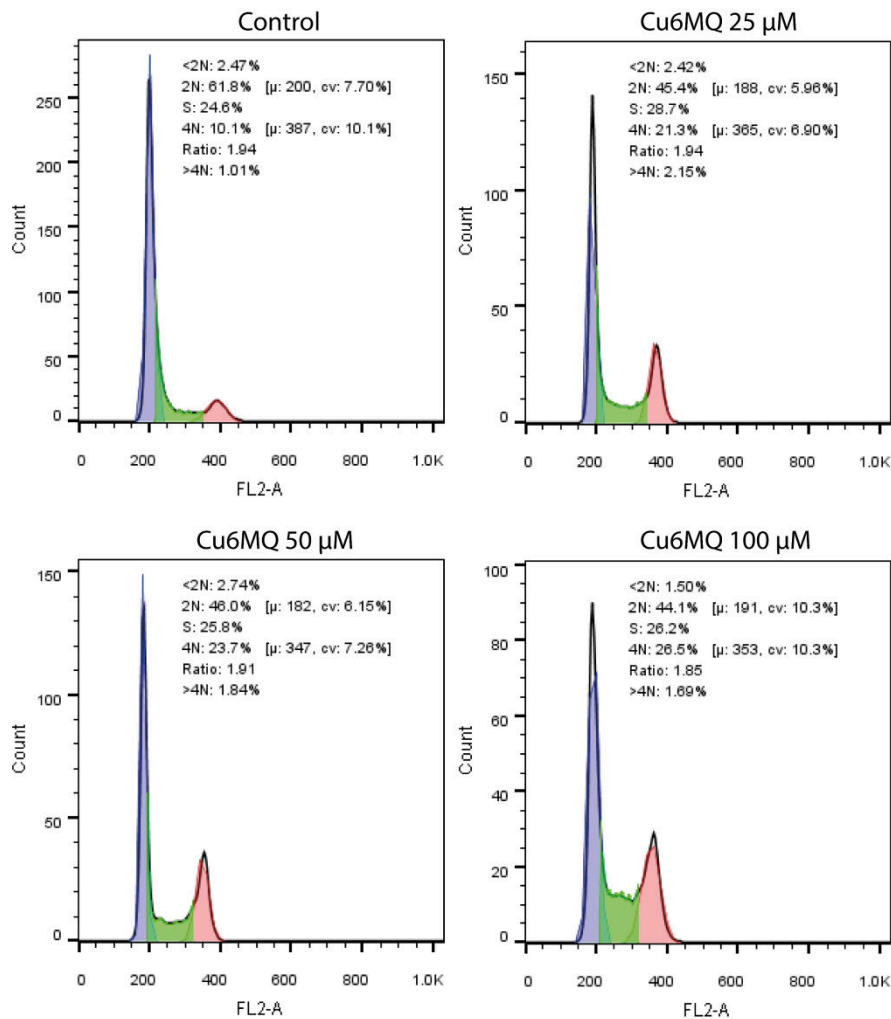 Control
<2N: 2.47%
2N: 61.8% [µ: 200, cv: 7.70%]
S: 24.6%
4N: 10.1% [µ: 387, cv: 10.1%]
Ratio: 1.94
>4N: 1.01%
250
200
150
100
50
0
Count
0 200 400 600 800 1.0K
FL2-A
Cu6MQ 25 µM
<2N: 2.42%
2N: 45.4% [µ: 188, cv: 5.96%]
S: 28.7%
4N: 21.3% [µ: 365, cv: 6.90%]
Ratio: 1.94
>4N: 2.15%
150
100
50
0
Count
0 200 400 600 800 1.0K
FL2-A
Cu6MQ 50 µM
<2N: 2.74%
2N: 46.0% [µ: 182, cv: 6.15%]
S: 25.8%
4N: 23.7% [µ: 347, cv: 7.26%]
Ratio: 1.91
>4N: 1.84%
150
100
50
0
Count
0 200 400 600 800 1.0K
FL2-A
Cu6MQ 100 µM
<2N: 1.50%
2N: 44.1% [µ: 191, cv: 10.3%]
S: 26.2%
4N: 26.5% [µ: 353, cv: 10.3%]
Ratio: 1.85
>4N: 1.69%
100
80
60
40
20
0
Count
0 200 400 600 800 1.0K
FL2-A